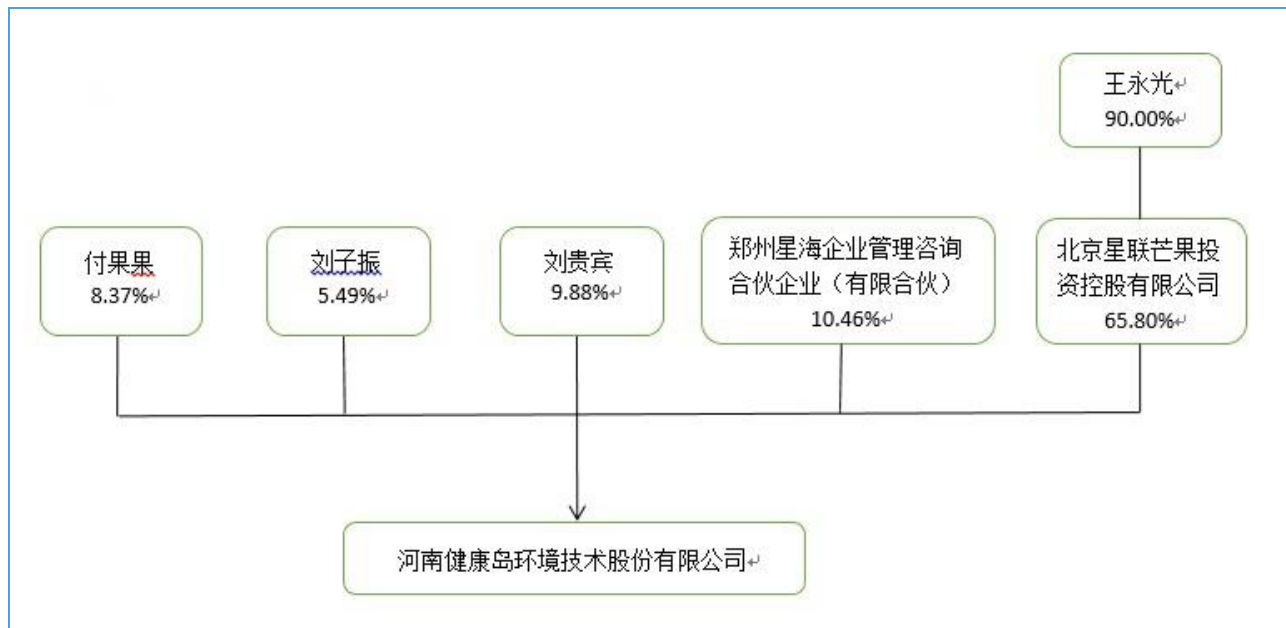 王永光
90.00%
付果果
8.37%
刘子振
5.49%
刘贵宾
9.88%
郑州星海企业管理咨询
合伙企业（有限合伙）
10.46%
北京星联芒果投
资控股有限公司
65.80%
河南健康岛环境技术股份有限公司